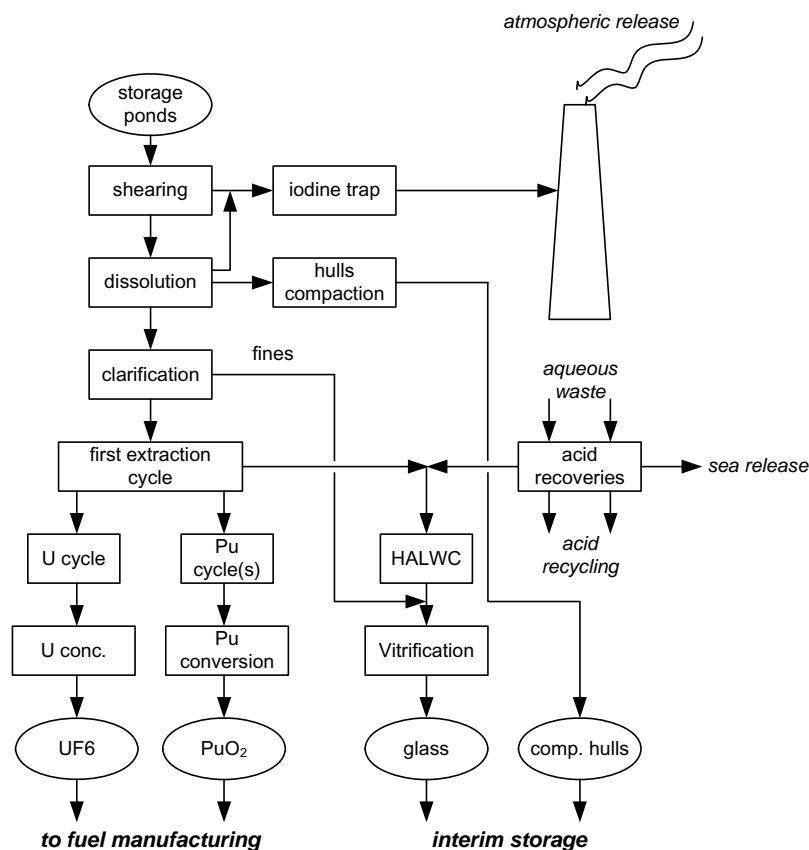 atmospheric release
storage
ponds
shearing
iodine trap
dissolution
hulls
compaction
clarification
fines
aqueous
waste
first extraction
cycle
acid
recoveries
sea release
U cycle
Pu
cycle(s)
HALWC
acid
recycling
U conc.
Pu
conversion
Vitrification
UF6
PuO₂
glass
comp. hulls
to fuel manufacturing
interim storage